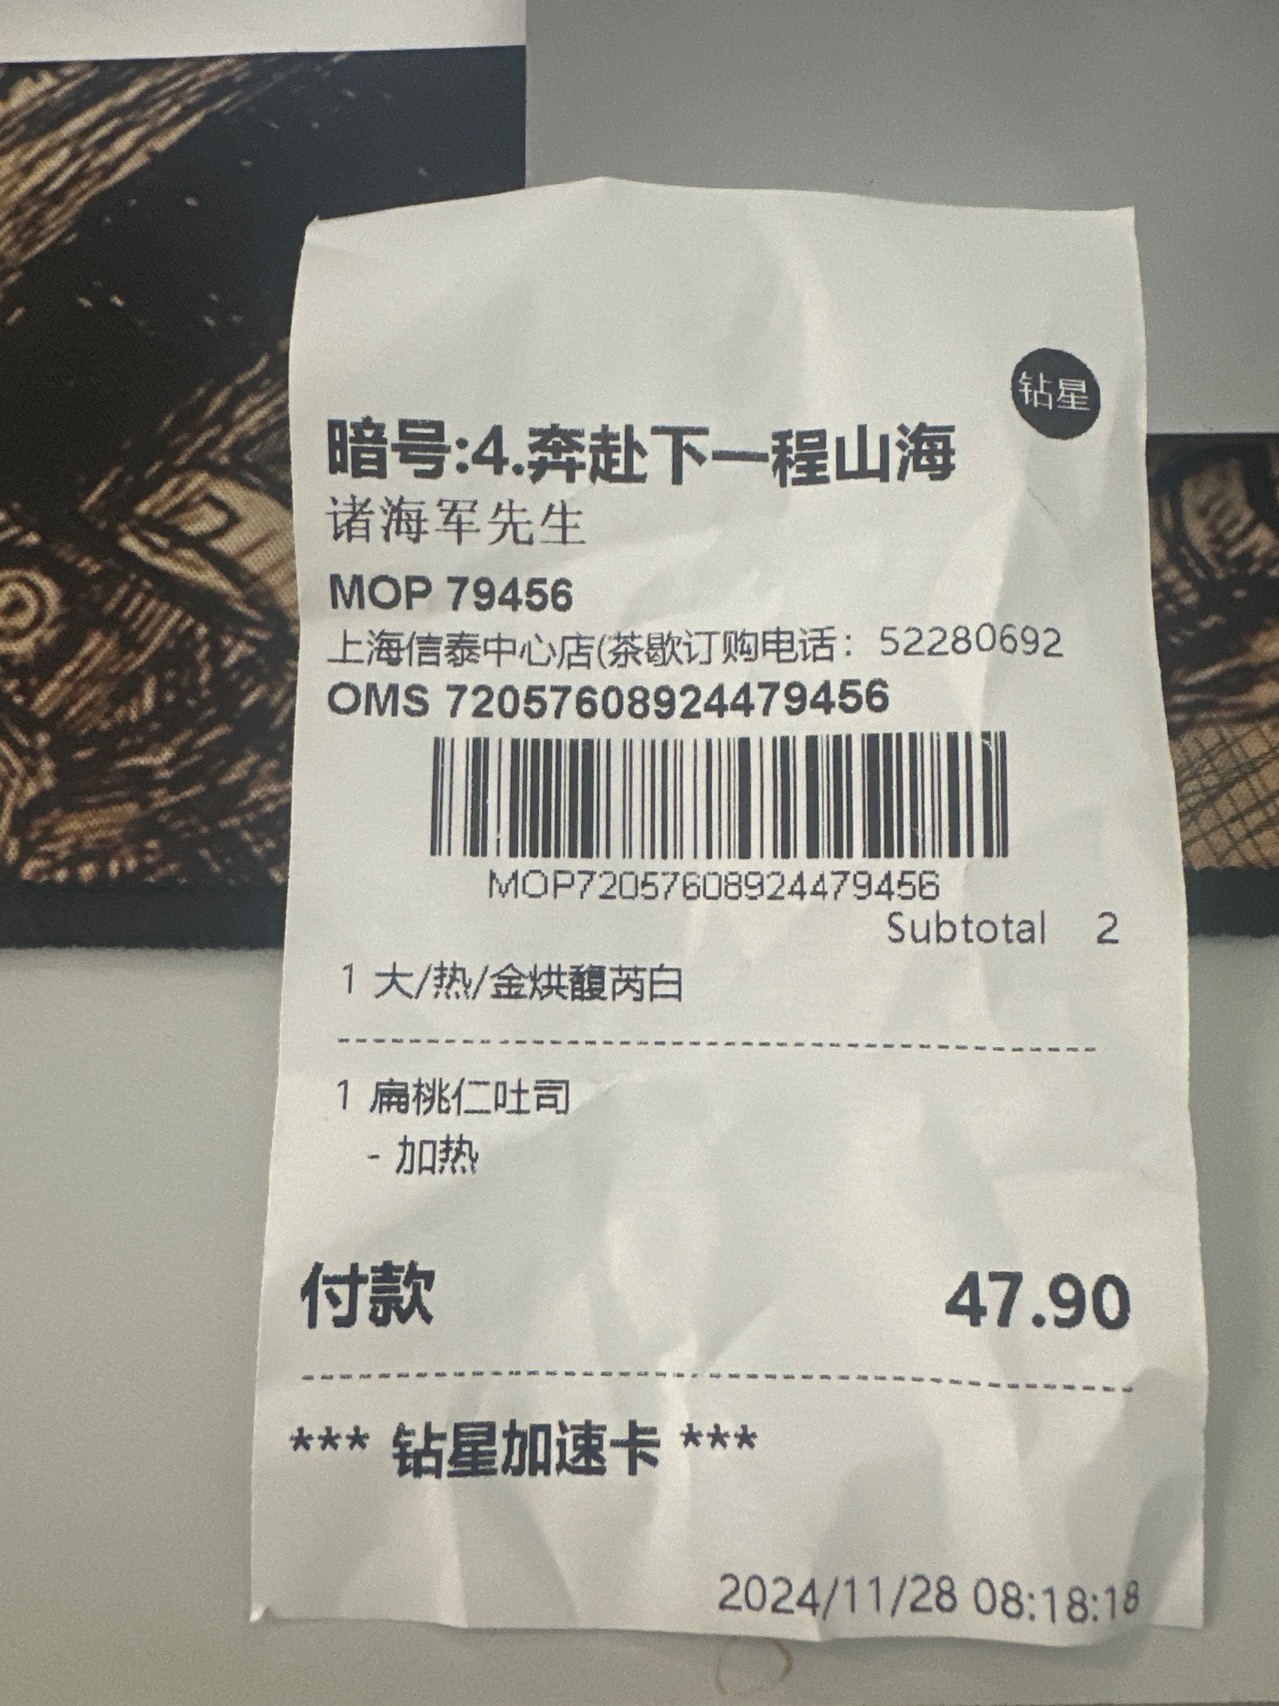 钻星
暗号:4.奔赴下一程山海
诸海军先生
MOP 79456
上海信泰中心店(茶歇订购电话：52280692
OMS 72057608924479456
MOP72057608924479456
Subtotal 2
1 大/热/金烘馥芮白
1 扁桃仁吐司
- 加热
付款 47.90
*** 钻星加速卡 ***
2024/11/28 08:18:18